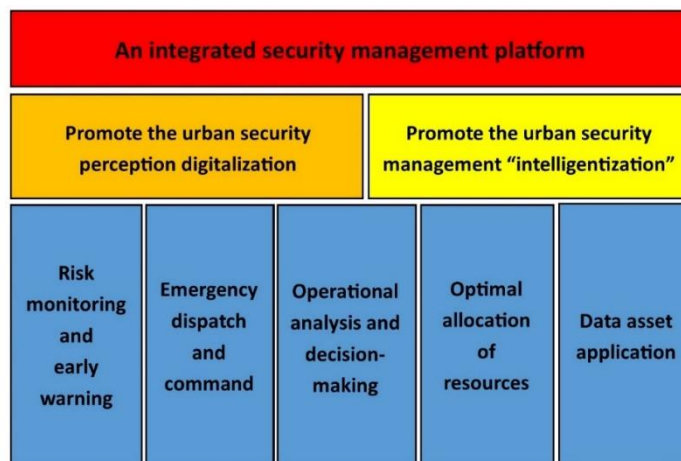 An integrated security management platform
Promote the urban security
perception digitalization
Promote the urban security
management “intelligentization”
Risk
monitoring
and
early
warning
Emergency
dispatch
and
command
Operational
analysis and
decision-
making
Optimal
allocation
of
resources
Data asset
application